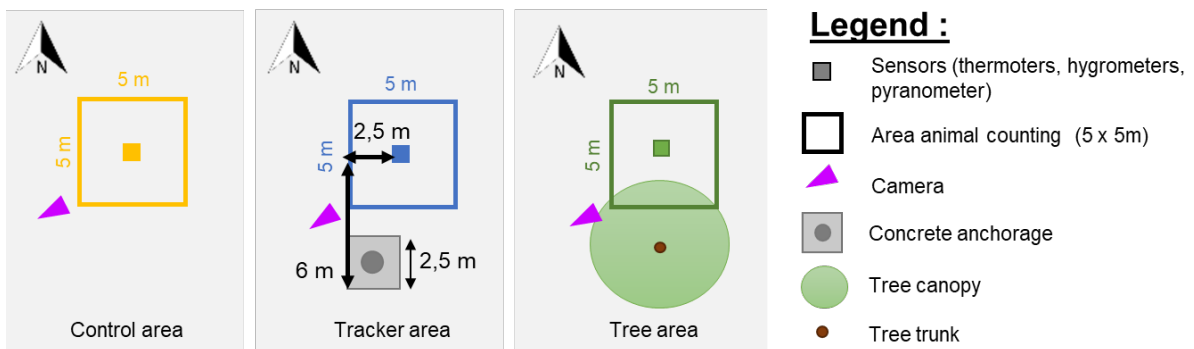 N
5 m
5 m
Control area
N
5 m
5 m
2,5 m
6 m
2,5 m
Tracker area
N
5 m
5 m
Tree area
Legend :
Sensors (thermoters, hygrometers,
pyranometer)
Area animal counting (5 x 5m)
Camera
Concrete anchorage
Tree canopy
Tree trunk